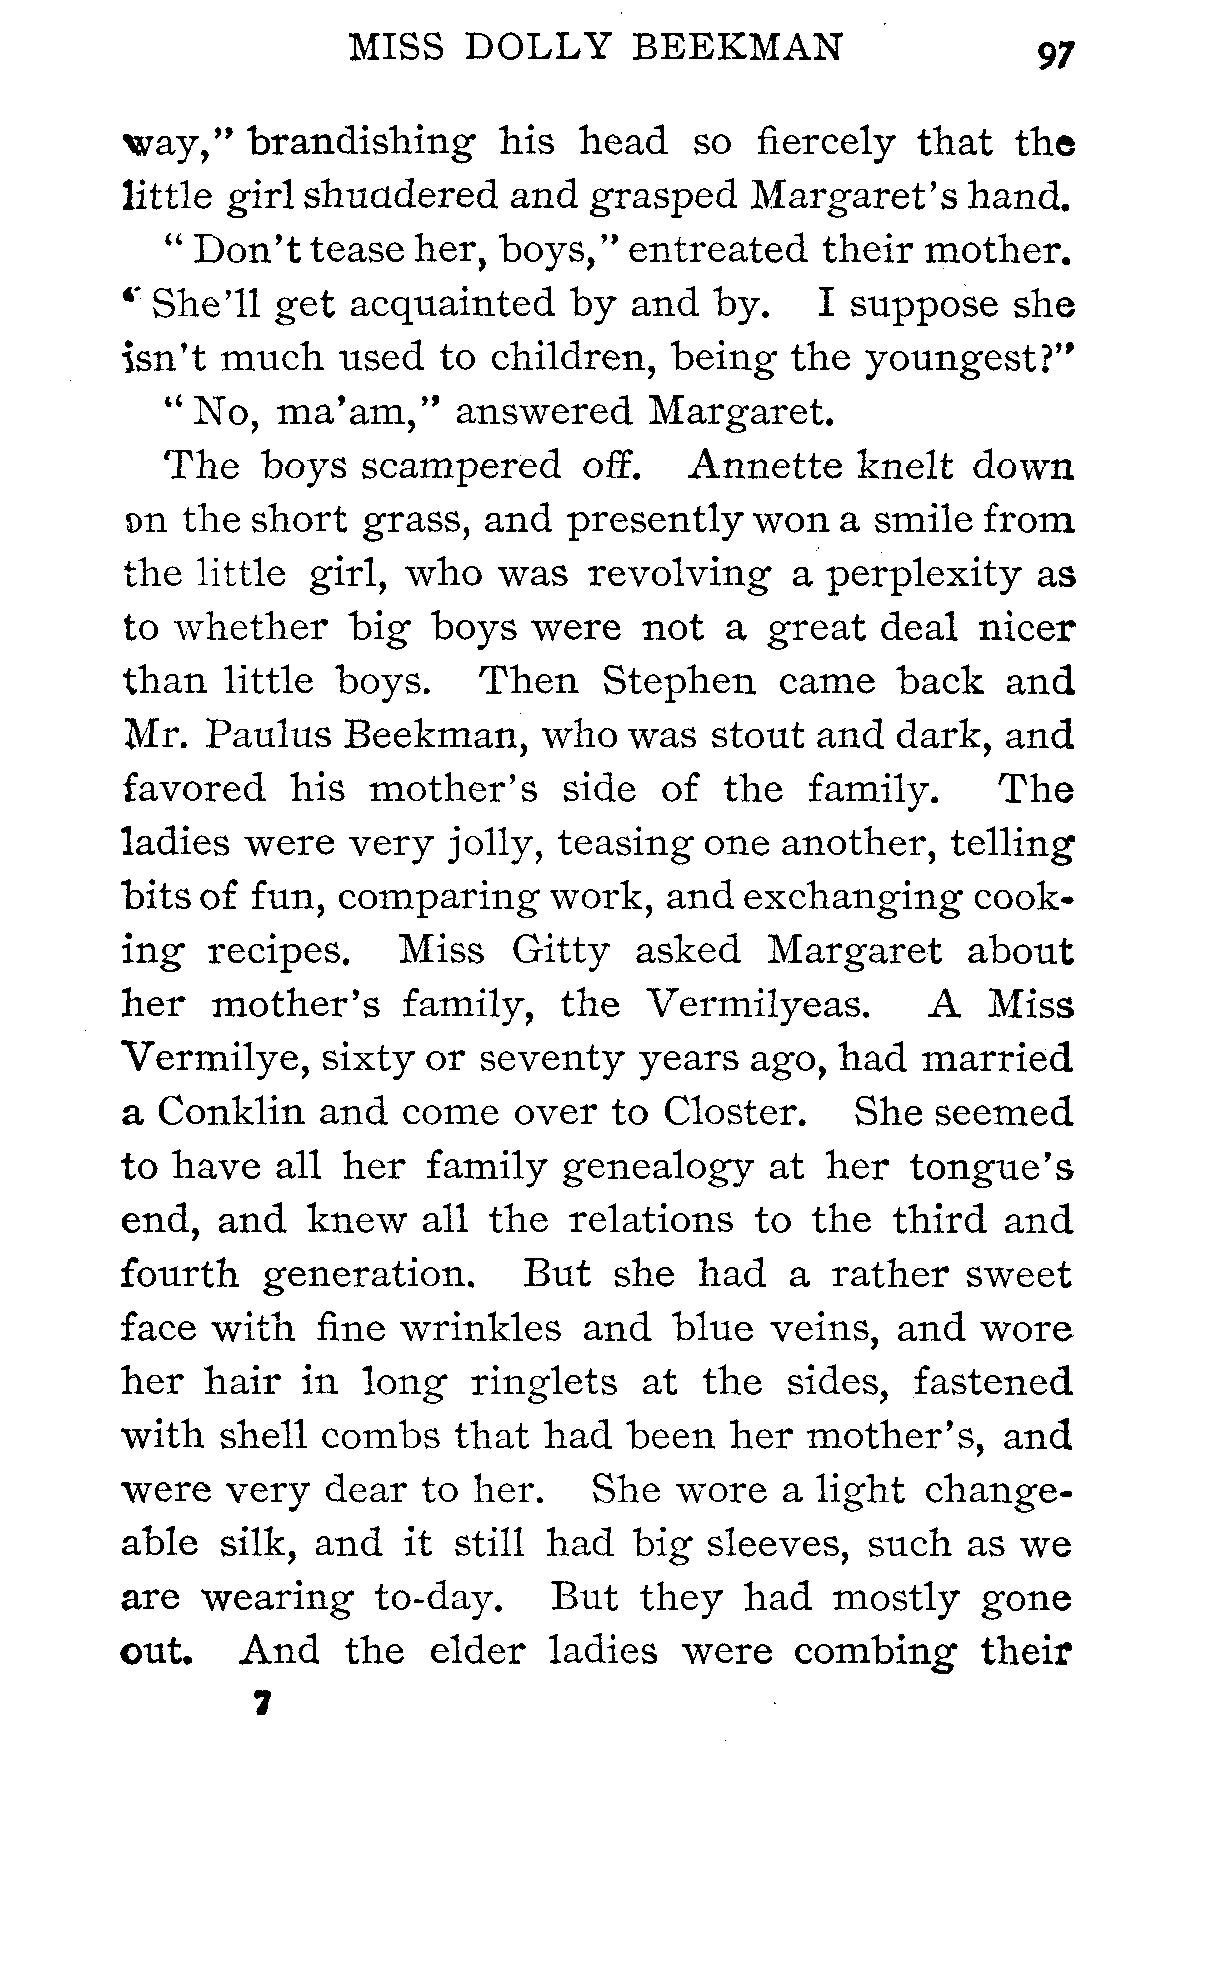 MISS DOLLY BEEKMAN 97
way," brandishing his head so fiercely that the
little girl shuddered and grasped Margaret's hand.
"Don't tease her, boys," entreated their mother.
"She'll get acquainted by and by. I suppose she
isn't much used to children, being the youngest?"
"No, ma'am," answered Margaret.
The boys scampered off. Annette knelt down
on the short grass, and presently won a smile from
the little girl, who was revolving a perplexity as
to whether big boys were not a great deal nicer
than little boys. Then Stephen came back and
Mr. Paulus Beekman, who was stout and dark, and
favored his mother's side of the family. The
ladies were very jolly, teasing one another, telling
bits of fun, comparing work, and exchanging cook-
ing recipes. Miss Gitty asked Margaret about
her mother's family, the Vermilyeas. A Miss
Vermilye, sixty or seventy years ago, had married
a Conklin and come over to Closter. She seemed
to have all her family genealogy at her tongue's
end, and knew all the relations to the third and
fourth generation. But she had a rather sweet
face with fine wrinkles and blue veins, and wore
her hair in long ringlets at the sides, fastened
with shell combs that had been her mother's, and
were very dear to her. She wore a light change-
able silk, and it still had big sleeves, such as we
are wearing to-day. But they had mostly gone
out. And the elder ladies were combing their
7